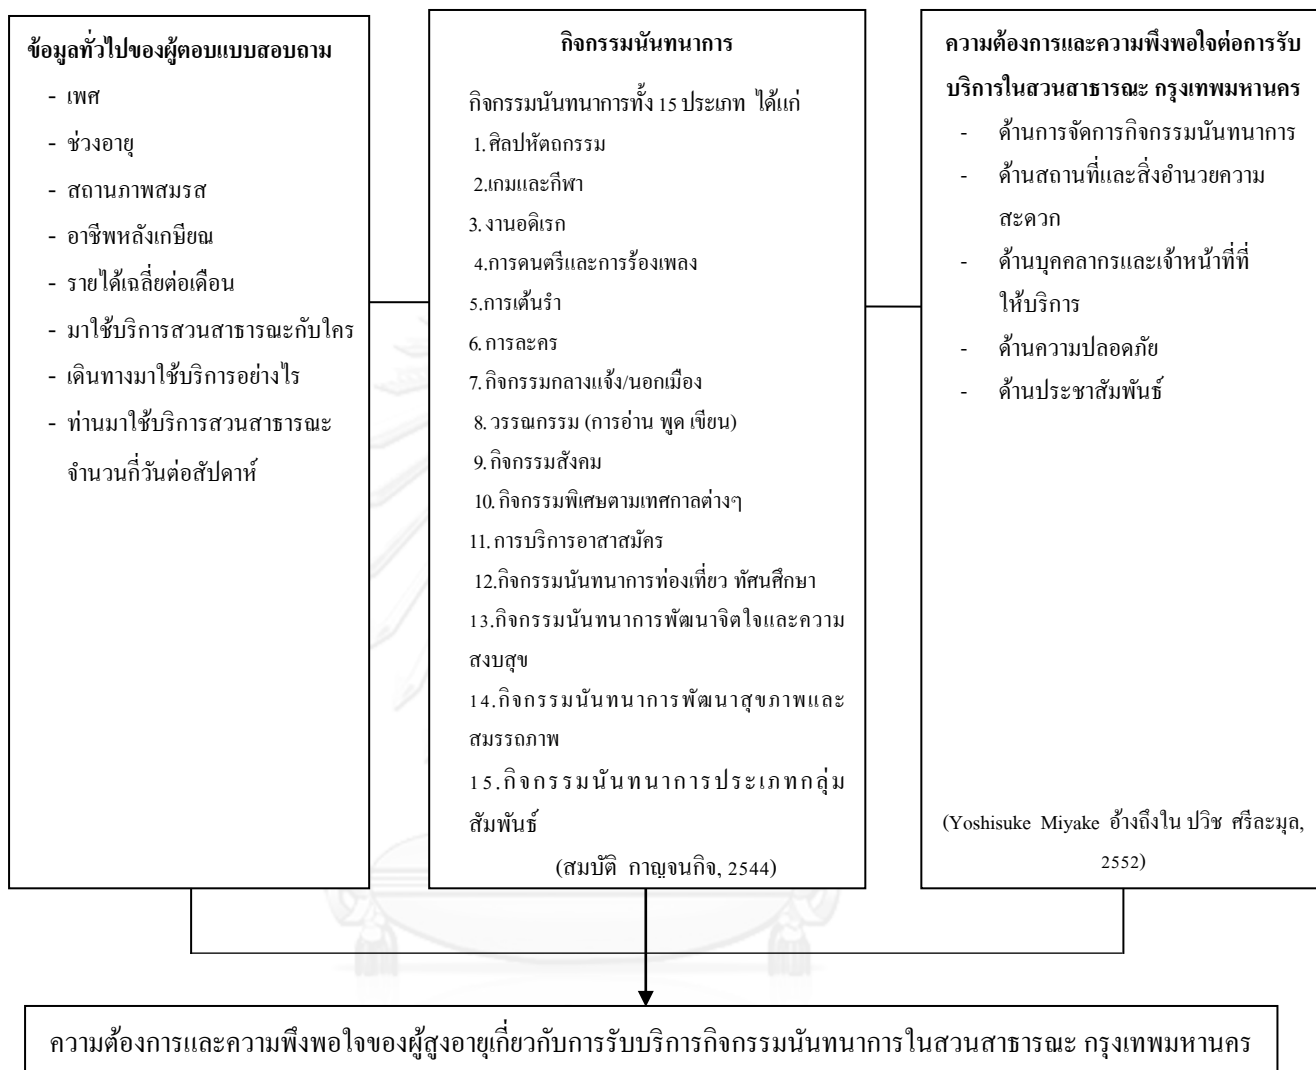 ข้อมูลทั่วไปของผู้ตอบแบบสอบถาม
- เพศ
- ช่วงอายุ
- สถานภาพสมรส
- อาชีพหลังเกษียณ
- รายได้เฉลี่ยต่อเดือน
- มาใช้บริการสวนสาธารณะกับใคร
- เดินทางมาใช้บริการอย่างไร
- ท่านมาใช้บริการสวนสาธารณะ
จำนวนกี่วันต่อสัปดาห์
กิจกรรมนันทนาการ
กิจกรรมนันทนาการทั้ง 15 ประเภท ได้แก่
1. ศิลปหัตถกรรม
2.เกมและกีฬา
3. งานอดิเรก
4.การดนตรีและการร้องเพลง
5.การเต้นรำ
6. การละคร
7. กิจกรรมกลางแจ้ง/นอกเมือง
8. วรรณกรรม (การอ่าน พูด เขียน)
9. กิจกรรมสังคม
10. กิจกรรมพิเศษตามเทศกาลต่างๆ
11. การบริการอาสาสมัคร
12.กิจกรรมนันทนาการท่องเที่ยว ทัศนศึกษา
13.กิจกรรมนันทนาการพัฒนาจิตใจและความ
สงบสุข
14.กิจกรรมนันทนาการพัฒนาสุขภาพและ
สมรรถภาพ
15.กิจกรรมนันทนาการประเภทกลุ่ม
สัมพันธ์
(สมบัติ กาญจนกิจ, 2544)
ความต้องการและความพึงพอใจต่อการรับ
บริการในสวนสาธารณะ กรุงเทพมหานคร
- ด้านการจัดการกิจกรรมนันทนาการ
- ด้านสถานที่และสิ่งอำนวยความ
สะดวก
- ด้านบุคคลากรและเจ้าหน้าที่ที่
ให้บริการ
- ด้านความปลอดภัย
- ด้านประชาสัมพันธ์
(Yoshisuke Miyake อ้างถึงใน ปวิช ศรีละมุล,
2552)
ความต้องการและความพึงพอใจของผู้สูงอายุเกี่ยวกับการรับบริการกิจกรรมนันทนาการในสวนสาธารณะ กรุงเทพมหานคร